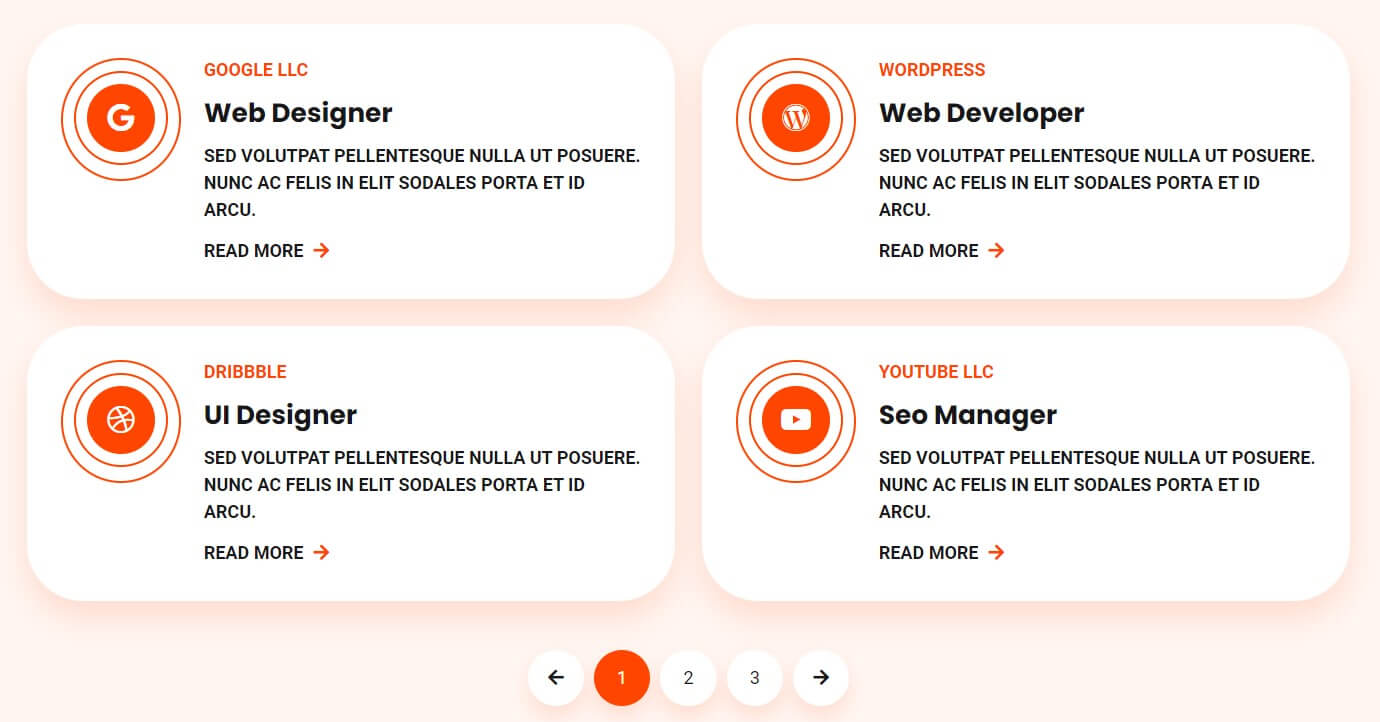 GOOGLE LLC
Web Designer
SED VOLUTPAT PELLENTESQUE NULLA UT POSUERE.
NUNC AC FELIS IN ELIT SODALES PORTA ET ID
ARCU.
READ MORE →
WORDPRESS
Web Developer
SED VOLUTPAT PELLENTESQUE NULLA UT POSUERE.
NUNC AC FELIS IN ELIT SODALES PORTA ET ID
ARCU.
READ MORE →
DRIBBBLE
UI Designer
SED VOLUTPAT PELLENTESQUE NULLA UT POSUERE.
NUNC AC FELIS IN ELIT SODALES PORTA ET ID
ARCU.
READ MORE →
YOUTUBE LLC
Seo Manager
SED VOLUTPAT PELLENTESQUE NULLA UT POSUERE.
NUNC AC FELIS IN ELIT SODALES PORTA ET ID
ARCU.
READ MORE →
← 1 2 3 →